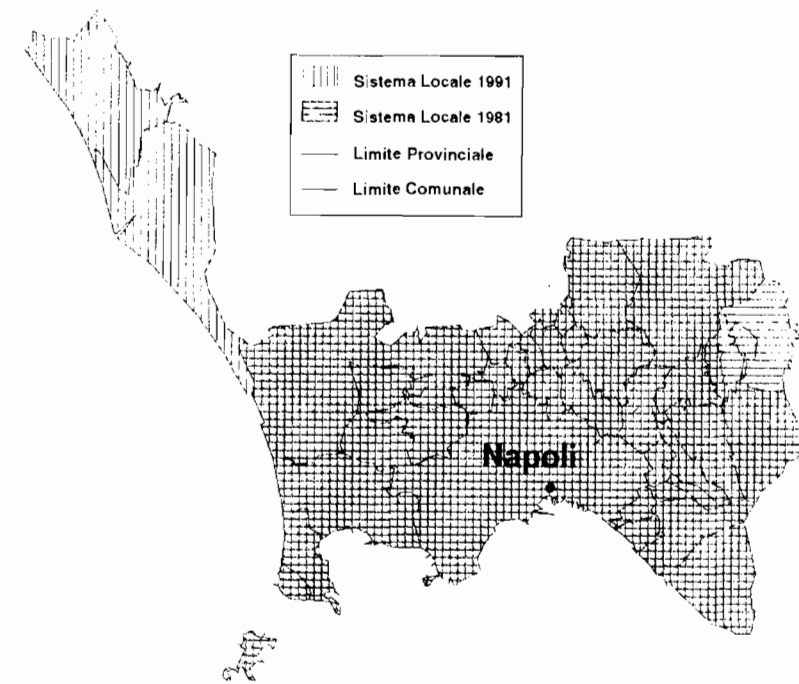 Sistema Locale 1991
Sistema Locale 1981
Limite Provinciale
Limite Comunale
Napoli